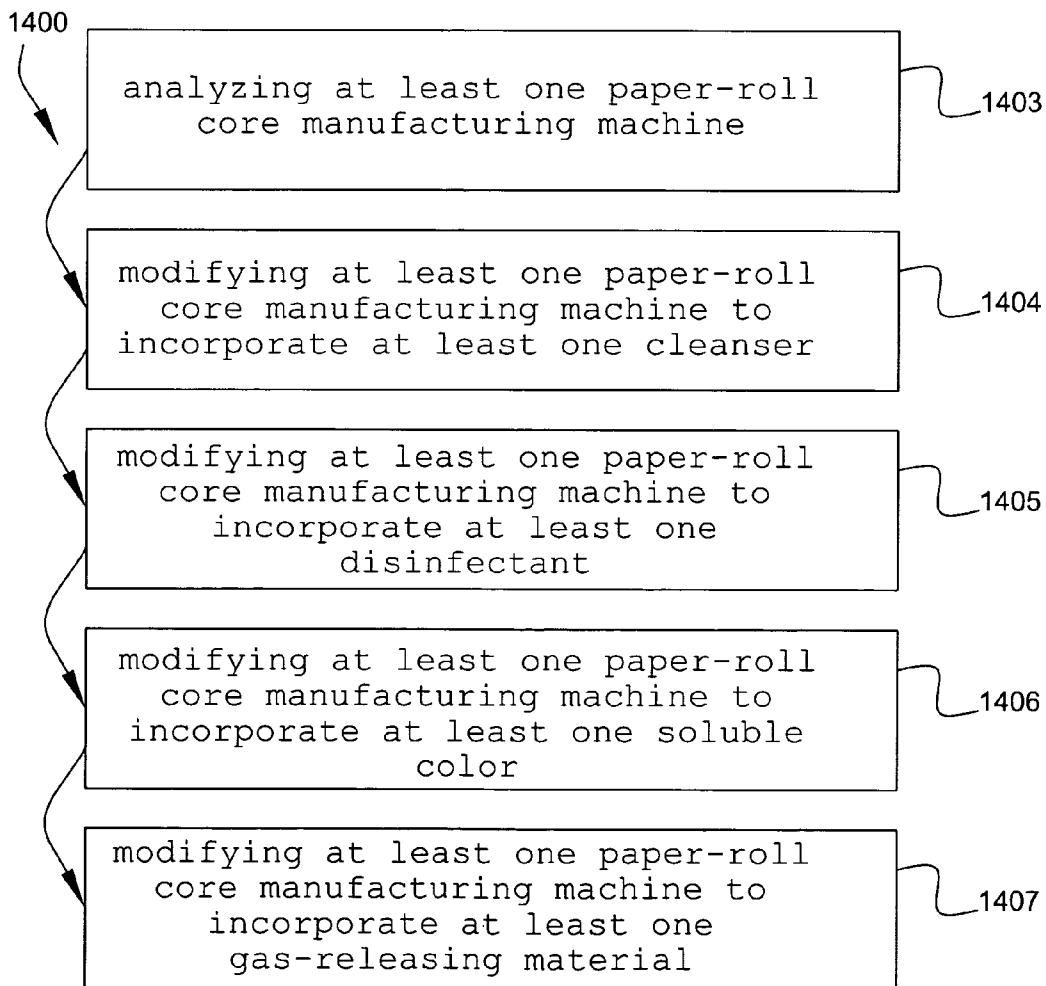 1400
analyzing at least one paper-roll
core manufacturing machine
1403
modifying at least one paper-roll
core manufacturing machine to
incorporate at least one cleanser
1404
modifying at least one paper-roll
core manufacturing machine to
incorporate at least one
disinfectant
1405
modifying at least one paper-roll
core manufacturing machine to
incorporate at least one soluble
color
1406
modifying at least one paper-roll
core manufacturing machine to
incorporate at least one
gas-releasing material
1407